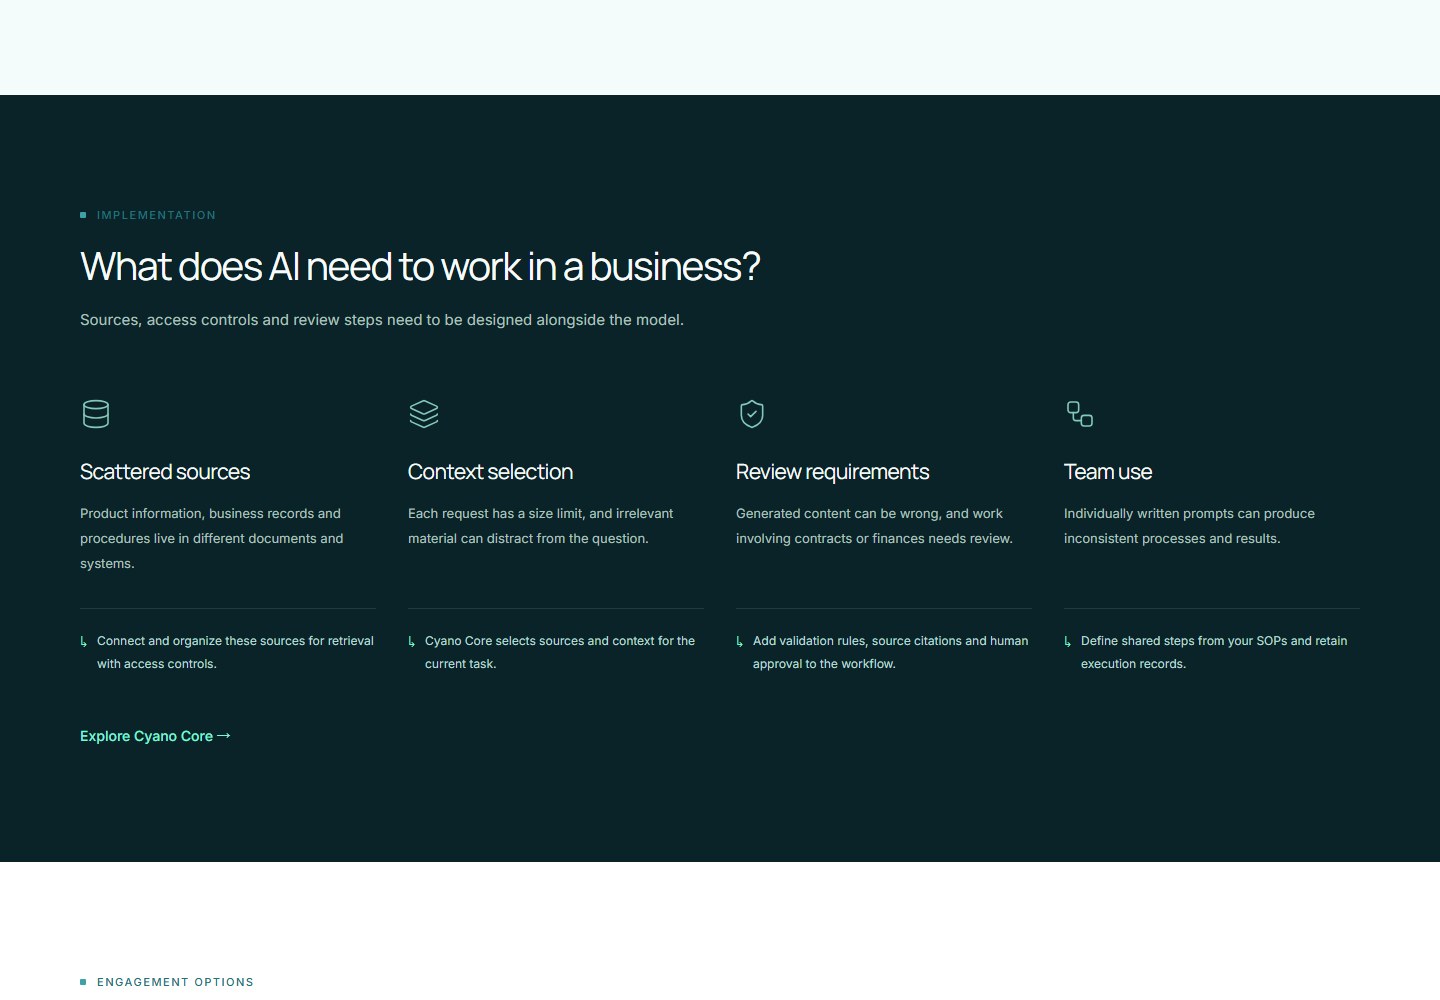 IMPLEMENTATION
What does AI need to work in a business?
Sources, access controls and review steps need to be designed alongside the model.
Scattered sources
Product information, business records and
procedures live in different documents and
systems.
↳ Connect and organize these sources for retrieval
with access controls.
Context selection
Each request has a size limit, and irrelevant
material can distract from the question.
↳ Cyano Core selects sources and context for the
current task.
Review requirements
Generated content can be wrong, and work
involving contracts or finances needs review.
↳ Add validation rules, source citations and human
approval to the workflow.
Team use
Individually written prompts can produce
inconsistent processes and results.
↳ Define shared steps from your SOPs and retain
execution records.
Explore Cyano Core →
ENGAGEMENT OPTIONS